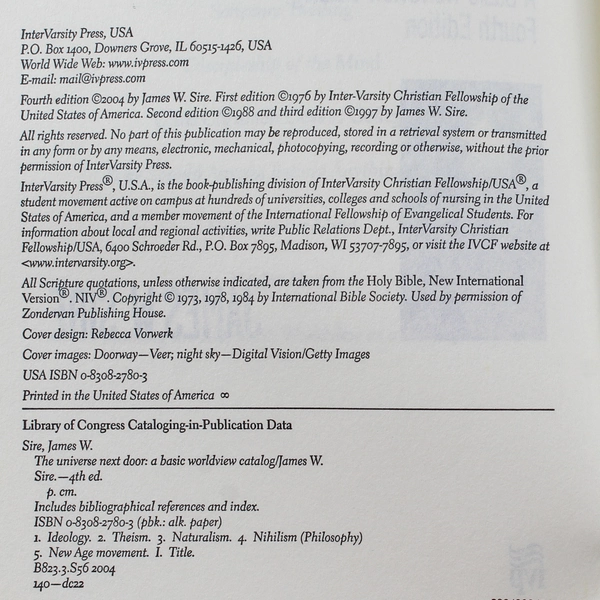 InterVarsity Press, USA
P.O. Box 1400, Downers Grove, IL 60515-1426, USA
World Wide Web: www.ivpress.com
E-mail: mail@ivpress.com
Fourth edition ©2004 by James W. Sire. First edition ©1976 by Inter-Varsity Christian Fellowship of the
United States of America. Second edition ©1988 and third edition ©1997 by James W. Sire.
All rights reserved. No part of this publication may be reproduced, stored in a retrieval system or transmitted
in any form or by any means, electronic, mechanical, photocopying, recording or otherwise, without the prior
permission of InterVarsity Press.
InterVarsity Press®, U.S.A., is the book-publishing division of InterVarsity Christian Fellowship/USA®, a
student movement active on campus at hundreds of universities, colleges and schools of nursing in the United
States of America, and a member movement of the International Fellowship of Evangelical Students. For
information about local and regional activities, write Public Relations Dept., InterVarsity Christian
Fellowship/USA, 6400 Schroeder Rd., P.O. Box 7895, Madison, WI 53707-7895, or visit the IVCF website at
<www.intervarsity.org>.
All Scripture quotations, unless otherwise indicated, are taken from the Holy Bible, New International
Version®. NIV®. Copyright © 1973, 1978, 1984 by International Bible Society. Used by permission of
Zondervan Publishing House.
Cover design: Rebecca Vorwerk
Cover images: Doorway—Veer; night sky—Digital Vision/Getty Images
USA ISBN 0-8308-2780-3
Printed in the United States of America ∞
Library of Congress Cataloging-in-Publication Data
Sire, James W.
The universe next door: a basic worldview catalog/James W.
Sire.—4th ed.
p. cm.
Includes bibliographical references and index.
ISBN 0-8308-2780-3 (pbk.: alk. paper)
1. Ideology. 2. Theism. 3. Naturalism. 4. Nihilism (Philosophy)
5. New Age movement. I. Title.
B823.3.S56 2004
140—dc22